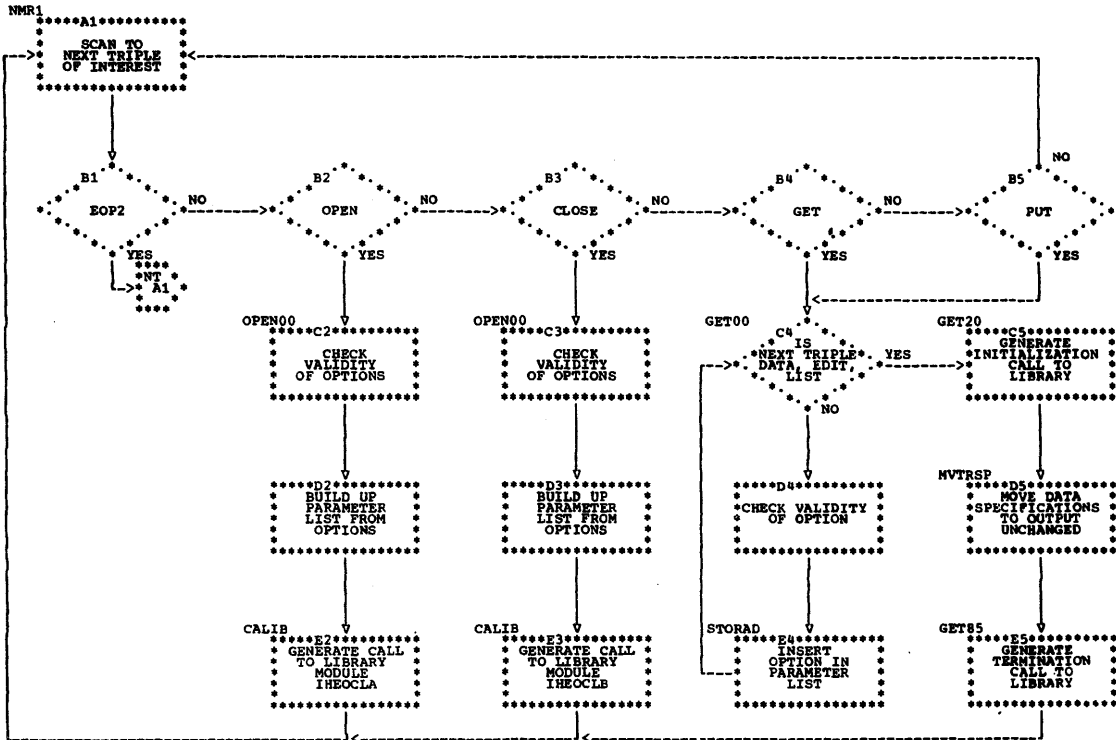 NMR1
A1
SCAN TO
NEXT TRIPLE
OF INTEREST
B1
EOP2
NO
YES
NT
A1
B2
OPEN
NO
YES
B3
CLOSE
NO
YES
B4
GET
NO
YES
B5
PUT
NO
YES
OPEN00
C2
CHECK
VALIDITY
OF OPTIONS
OPEN00
C3
CHECK
VALIDITY
OF OPTIONS
GET00
C4
IS
NEXT TRIPLE
DATA, EDIT,
LIST
YES
NO
GET20
C5
GENERATE
INITIALIZATION
CALL TO
LIBRARY
D2
BUILD UP
PARAMETER
LIST FROM
OPTIONS
D3
BUILD UP
PARAMETER
LIST FROM
OPTIONS
D4
CHECK VALIDITY
OF OPTION
MVTRSP
D5
MOVE DATA
SPECIFICATIONS
TO OUTPUT
UNCHANGED
CALIB
E2
GENERATE CALL
TO LIBRARY
MODULE
IHEOCLA
CALIB
E3
GENERATE CALL
TO LIBRARY
MODULE
IHEOCLB
STORAD
E4
INSERT
OPTION IN
PARAMETER
LIST
GET85
E5
GENERATE
TERMINATION
CALL TO
LIBRARY